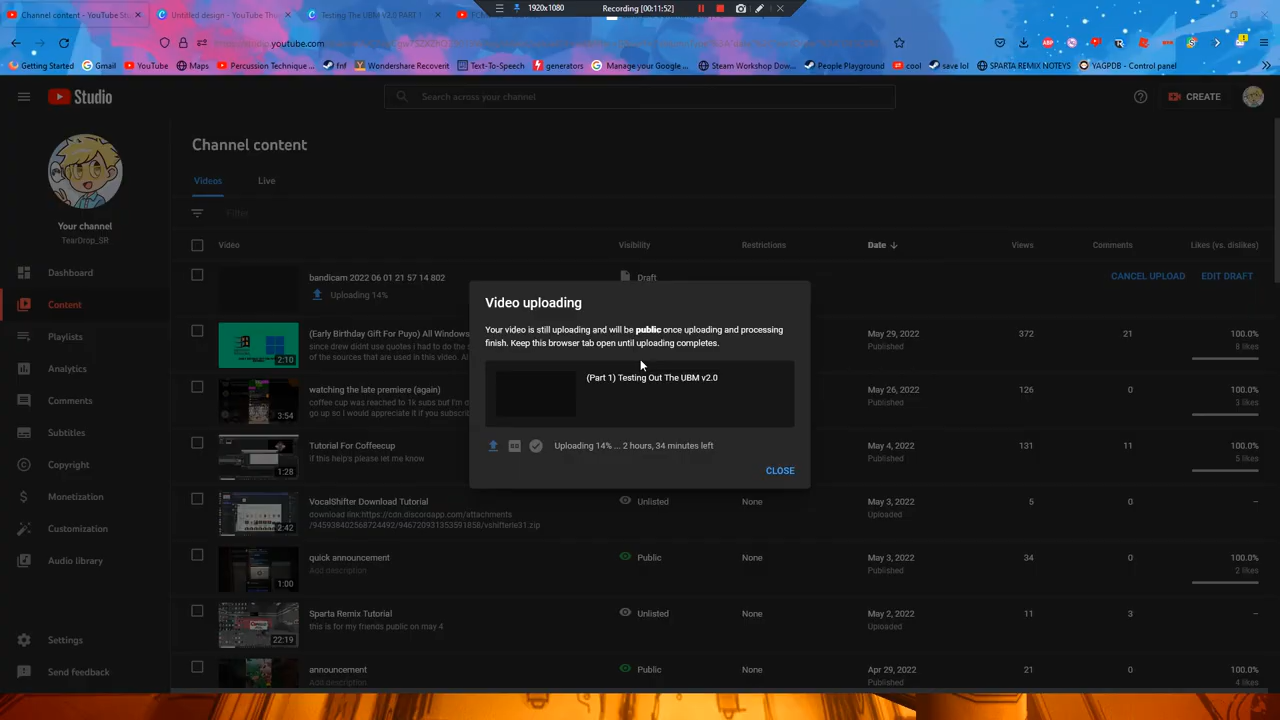 1920x1080
Recording [00:11:52]
Channel content - YouTube Stu
Untitled design - YouTube Thu
Testing The UBM v2.0 PART 1
youtube.com
Getting Started
Gmail
YouTube
Maps
Percussion Technique ...
fnf
Wondershare Recoverit
Text-To-Speech
generators
Manage your Google ...
Steam Workshop Dow...
People Playground
cool
save lol
SPARTA REMIX NOTEYS
YAGPDB - Control panel
Studio
Search across your channel
CREATE
Your channel
TearDrop_SR
Dashboard
Content
Playlists
Analytics
Comments
Subtitles
Copyright
Monetization
Customization
Audio library
Settings
Send feedback
Channel content
Videos
Live
Filter
Video
Visibility
Restrictions
Date
Views
Comments
Likes (vs. dislikes)
bandicam 2022 06 01 21 57 14 802
Uploading 14%
Draft
CANCEL UPLOAD
EDIT DRAFT
(Early Birthday Gift For Puyo) All Windows
since drew didnt use quotes i had to do the
of the sources that are used in this video. Al
2:10
May 29, 2022
Published
372
21
100.0%
8 likes
watching the late premiere (again)
coffee cup was reached to 1k subs but I'm d
go up so I would appreciate it if you subscrib
3:54
May 26, 2022
Published
126
0
100.0%
3 likes
Tutorial For Coffeecup
if this help's please let me know
1:28
May 4, 2022
Published
131
11
100.0%
5 likes
VocalShifter Download Tutorial
download link:https://cdn.discordapp.com/attachments
/945938402568724492/946720931353591858/vshifterle31.zip
2:42
Unlisted
None
May 3, 2022
Uploaded
5
0
–
quick announcement
Add description
1:00
Public
None
May 3, 2022
Published
34
0
100.0%
2 likes
Sparta Remix Tutorial
this is for my friends public on may 4
22:19
Unlisted
None
May 2, 2022
Uploaded
11
3
–
announcement
Add description
Public
None
Apr 29, 2022
Published
21
0
100.0%
4 likes
Video uploading
Your video is still uploading and will be public once uploading and processing
finish. Keep this browser tab open until uploading completes.
(Part 1) Testing Out The UBM v2.0
Uploading 14% ... 2 hours, 34 minutes left
CLOSE